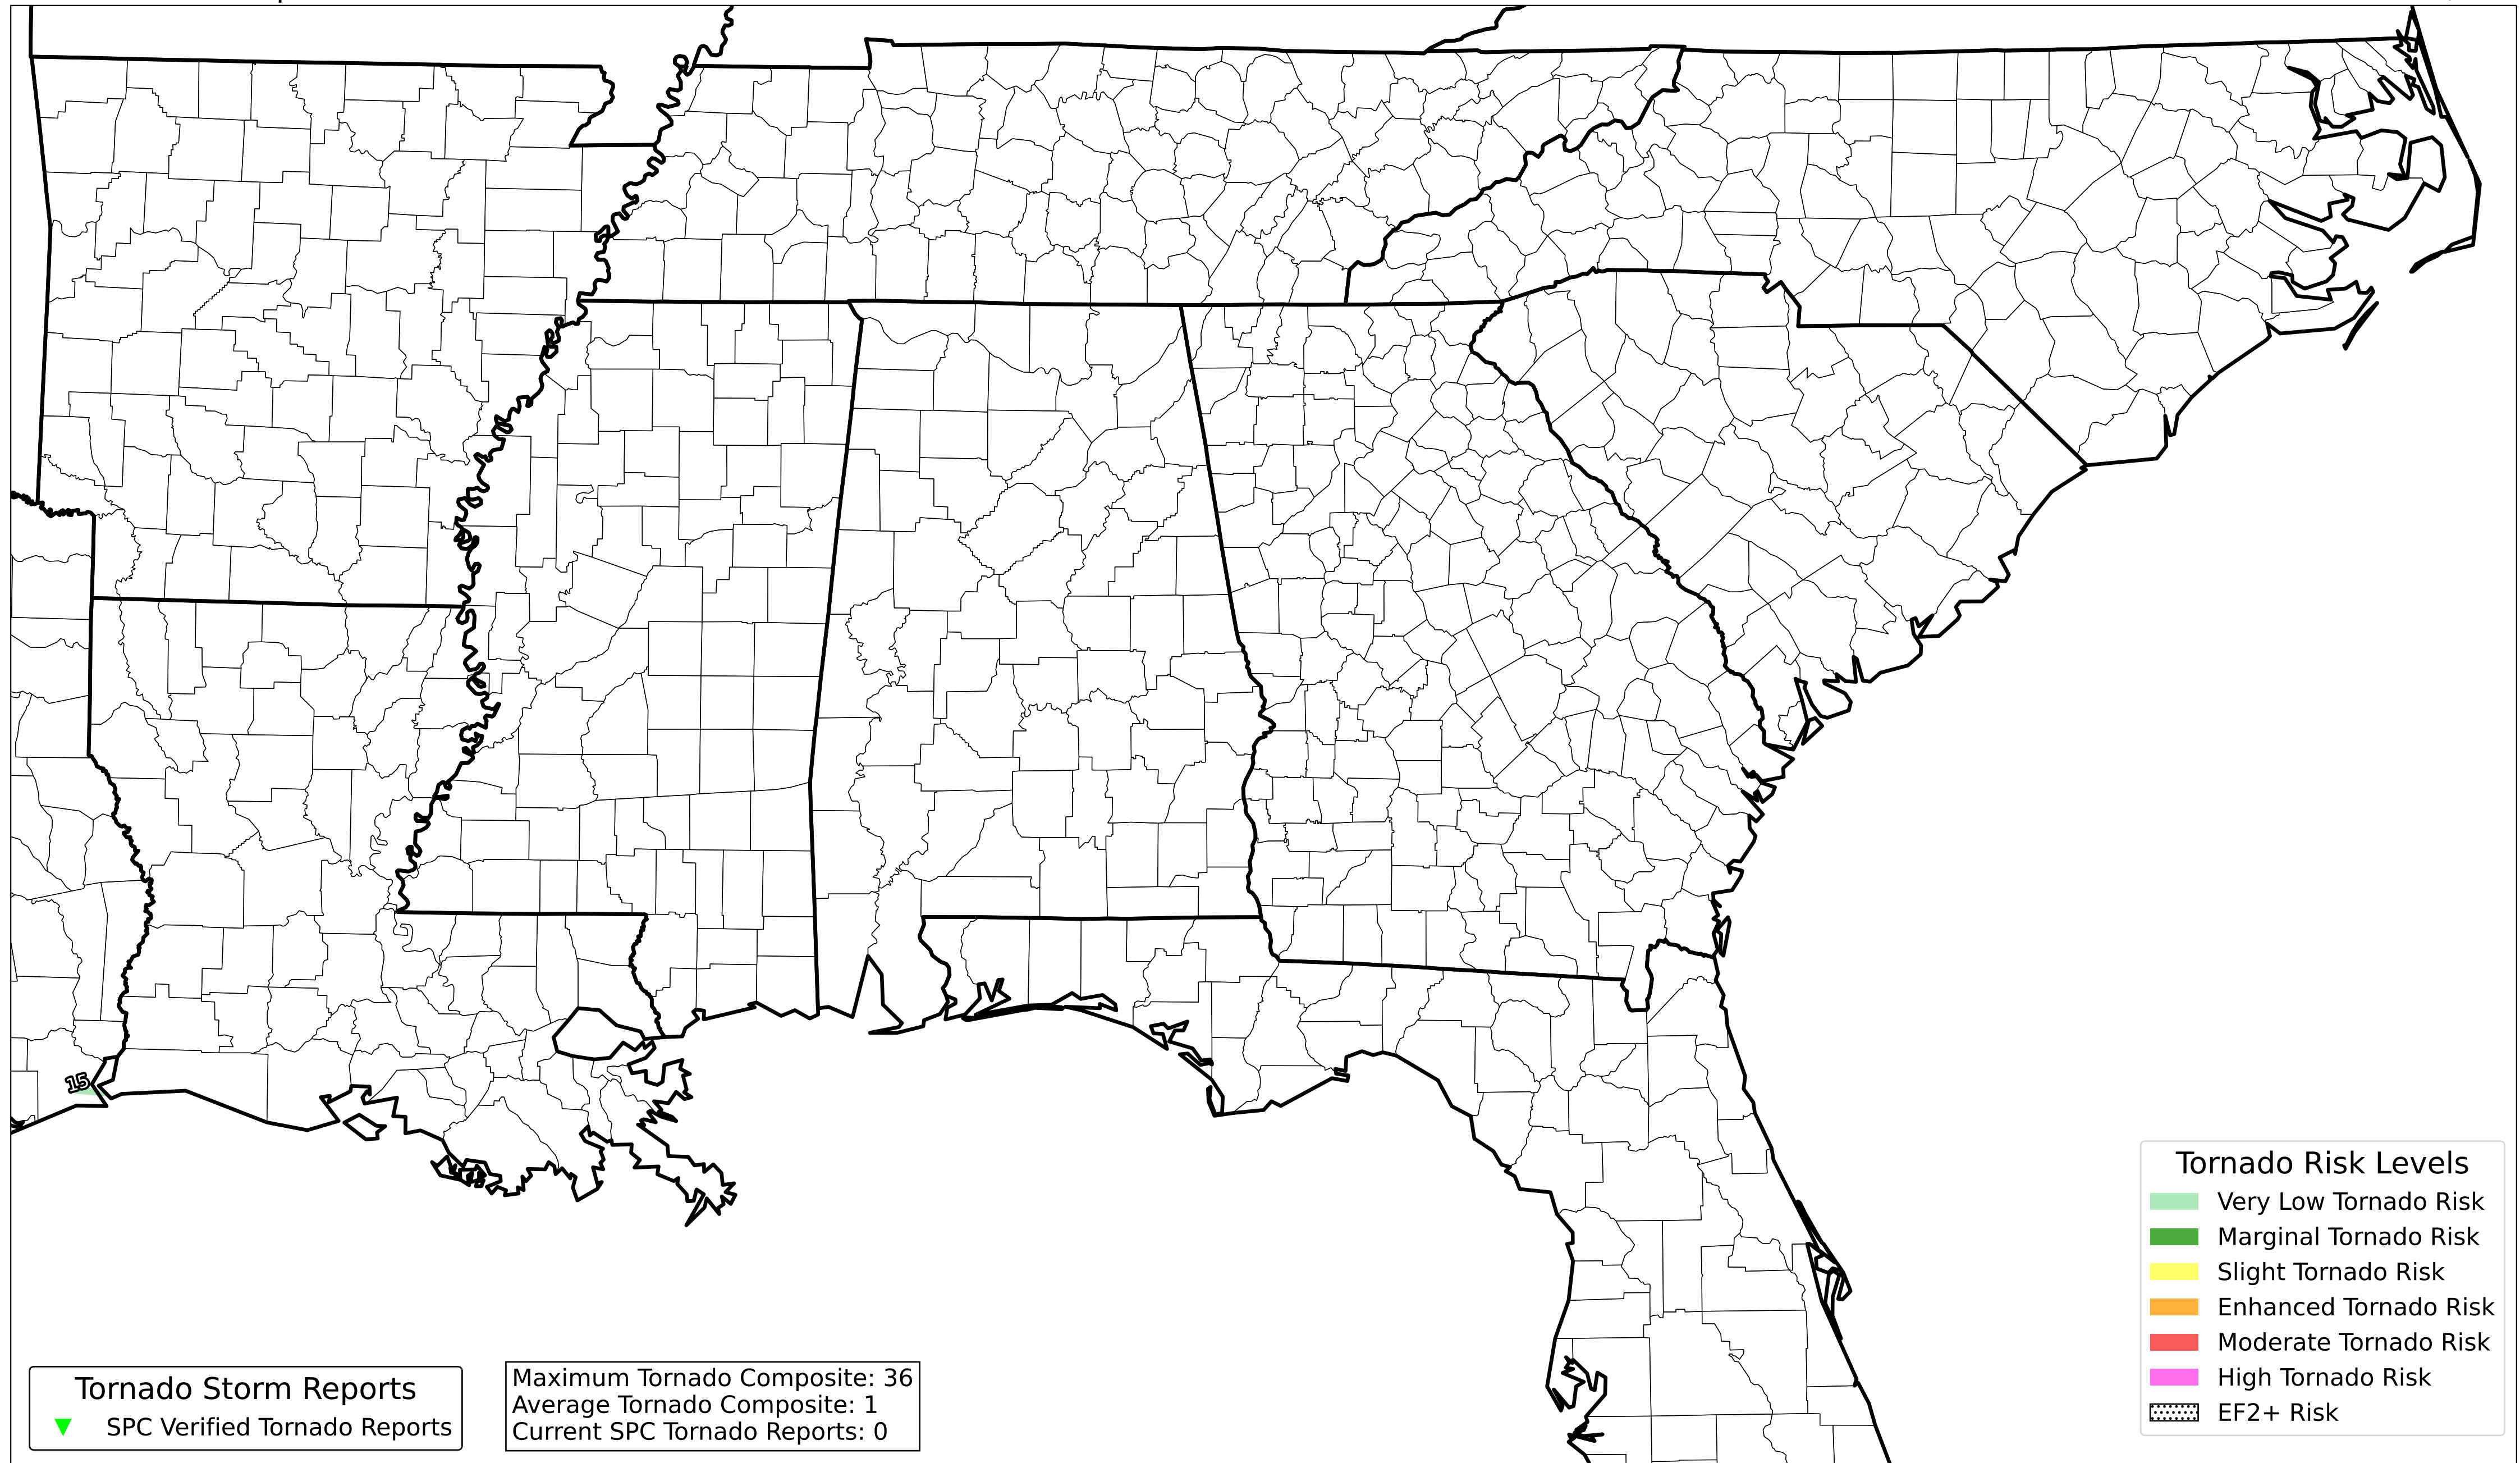 15
Tornado Risk Levels
Very Low Tornado Risk
Marginal Tornado Risk
Slight Tornado Risk
Enhanced Tornado Risk
Moderate Tornado Risk
High Tornado Risk
EF2+ Risk
Tornado Storm Reports
SPC Verified Tornado Reports
Maximum Tornado Composite: 36
Average Tornado Composite: 1
Current SPC Tornado Reports: 0